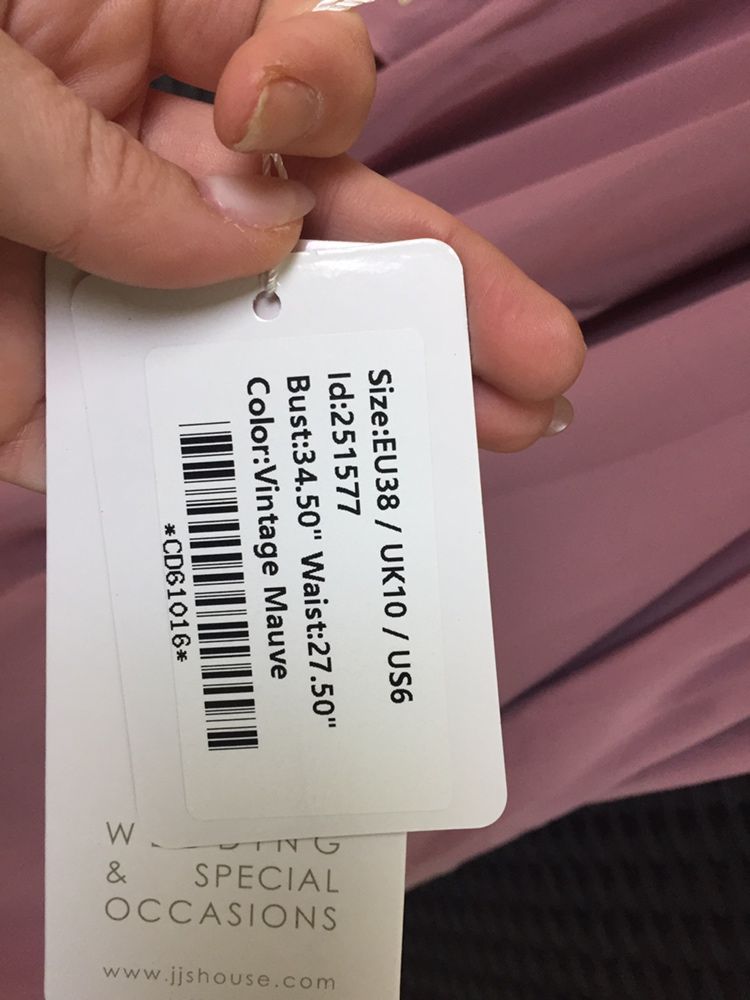 Size:EU38 / UK10 / US6
Id:251577
Bust:34.50" Waist:27.50"
Color:Vintage Mauve
*CD61016*
& SPECIAL
OCCASIONS
www.jjshouse.com